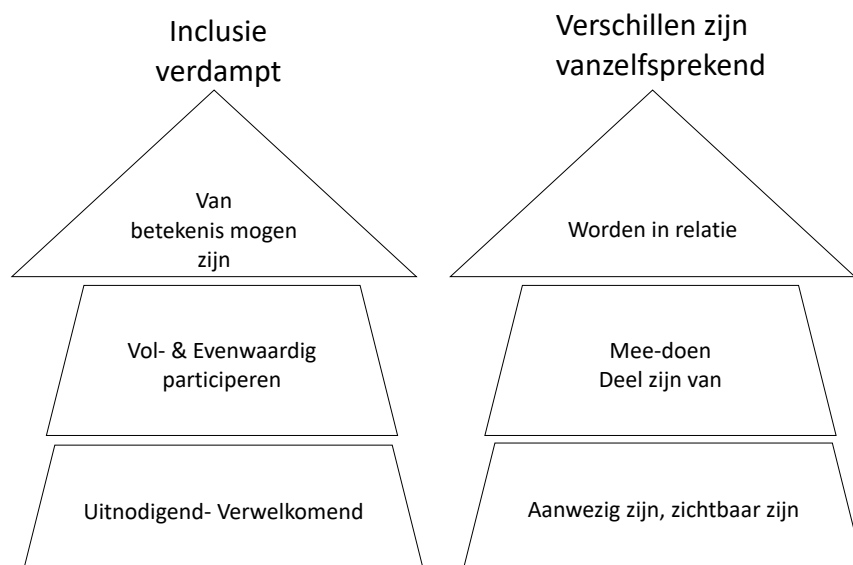 Inclusie
verdampt
Van
betekenis mogen
zijn
Vol- & Evenwaardig
participeren
Uitnodigend- Verwelkomend
Verschillen zijn
vanzelfsprekend
Worden in relatie
Mee-doen
Deel zijn van
Aanwezig zijn, zichtbaar zijn